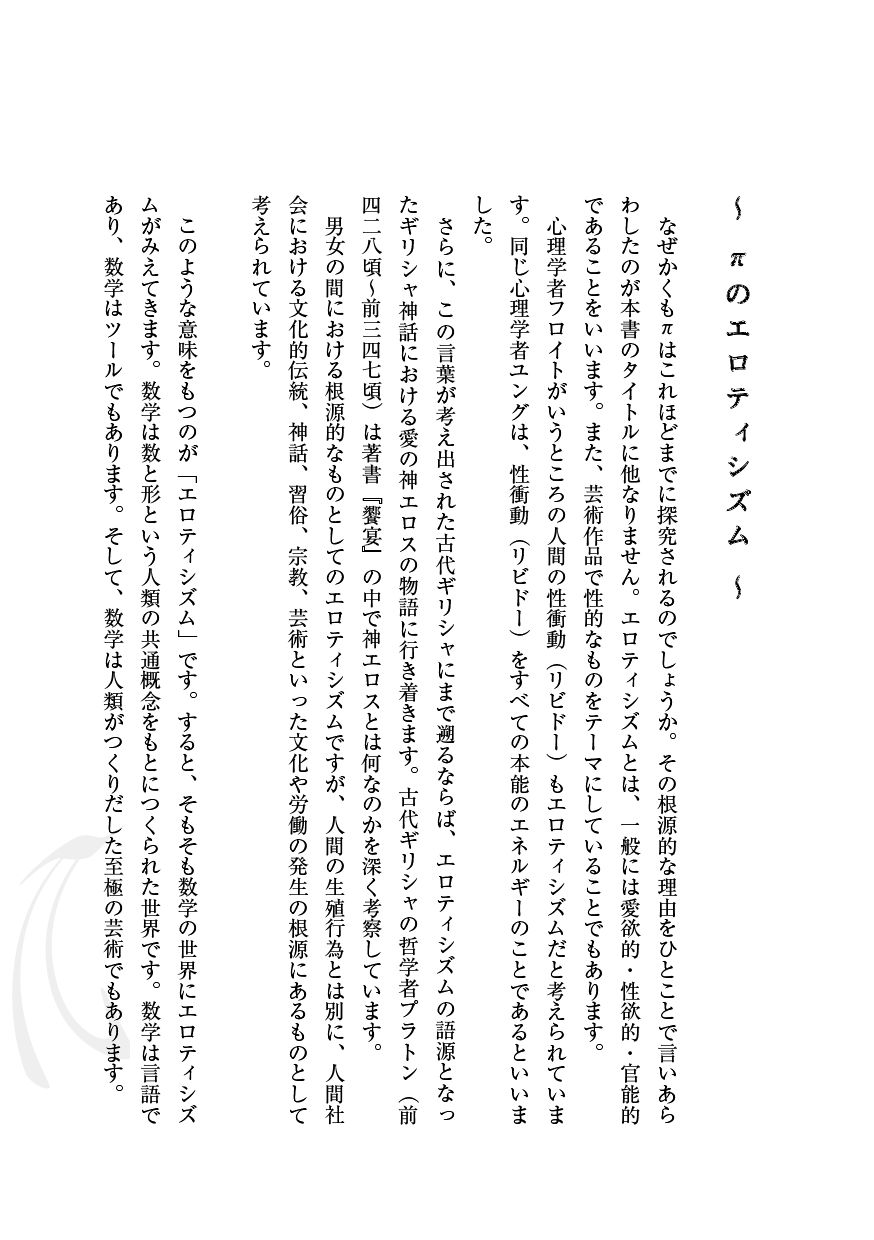 ～ πのエロティシズム ～
なぜかくもπはこれほどまでに探究されるのでしょうか。その根源的な理由をひとことで言いあら
わしたのが本書のタイトルに他なりません。エロティシズムとは、一般には愛欲的・性欲的・官能的
であることをいいます。また、芸術作品で性的なものをテーマにしていることでもあります。
心理学者フロイトがいうところの人間の性衝動（リビドー）もエロティシズムだと考えられていま
す。同じ心理学者ユングは、性衝動（リビドー）をすべての本能のエネルギーのことであるといいま
した。
さらに、この言葉が考え出された古代ギリシャにまで遡るならば、エロティシズムの語源となっ
たギリシャ神話における愛の神エロスの物語に行き着きます。古代ギリシャの哲学者プラトン（前
四二八頃～前三四七頃）は著書『饗宴』の中で神エロスとは何なのかを深く考察しています。
男女の間における根源的なものとしてのエロティシズムですが、人間の生殖行為とは別に、人間社
会における文化的伝統、神話、習俗、宗教、芸術といった文化や労働の発生の根源にあるものとして
考えられています。
このような意味をもつのが「エロティシズム」です。すると、そもそも数学の世界にエロティシズ
ムがみえてきます。数学は数と形という人類の共通概念をもとにつくられた世界です。数学は言語で
あり、数学はツールでもあります。そして、数学は人類がつくりだした至極の芸術でもあります。